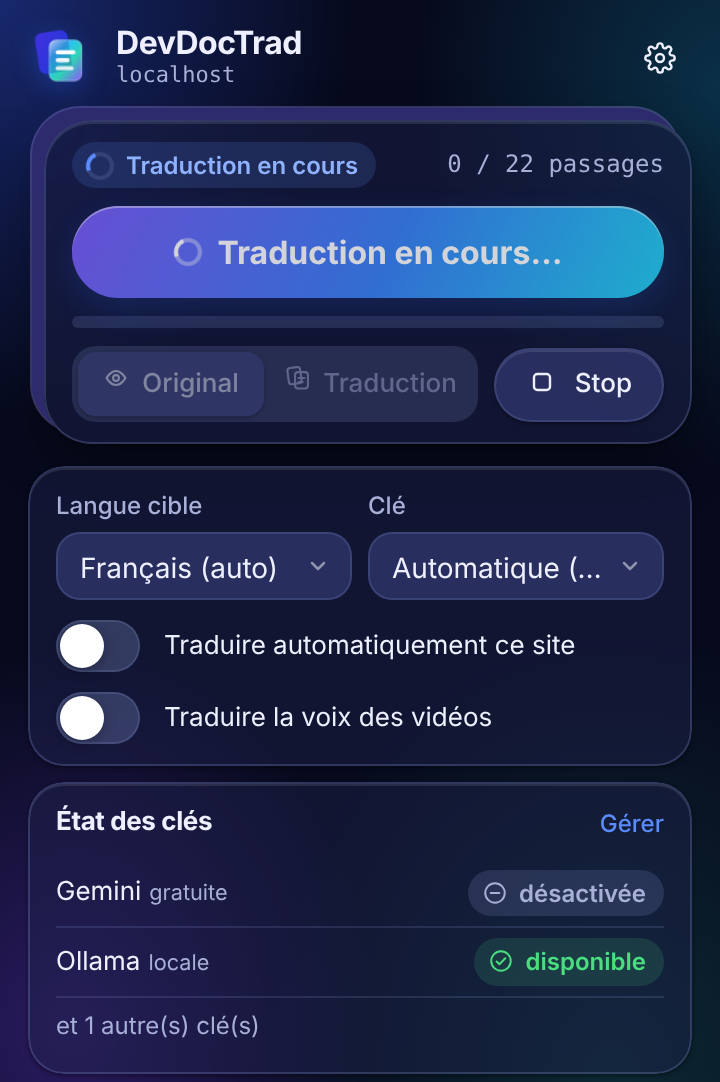 DevDocTrad
localhost
Traduction en cours
0 / 22 passages
Traduction en cours...
Original
Traduction
Stop
Langue cible
Clé
Français (auto)
Automatique (...
Traduire automatiquement ce site
Traduire la voix des vidéos
État des clés
Gérer
Gemini gratuite
désactivée
Ollama locale
disponible
et 1 autre(s) clé(s)